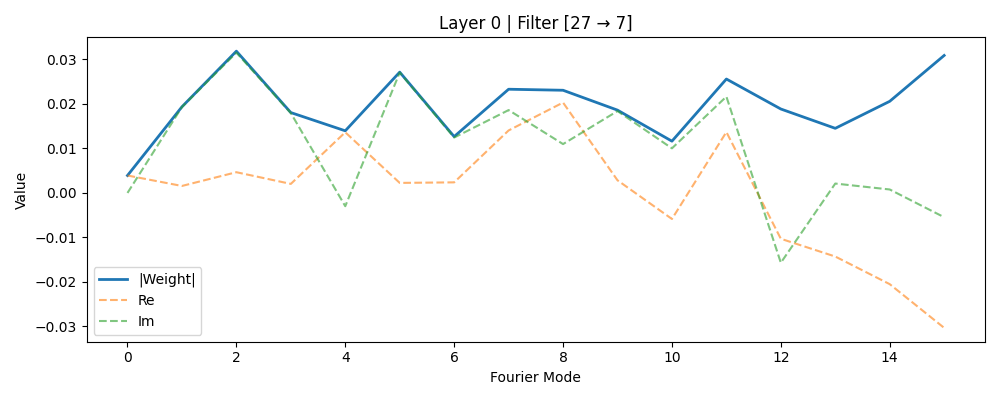 Layer 0 | Filter [27 → 7]
Value
0.03
0.02
0.01
0.00
−0.01
−0.02
−0.03
|Weight|
Re
Im
0 2 4 6 8 10 12 14
Fourier Mode